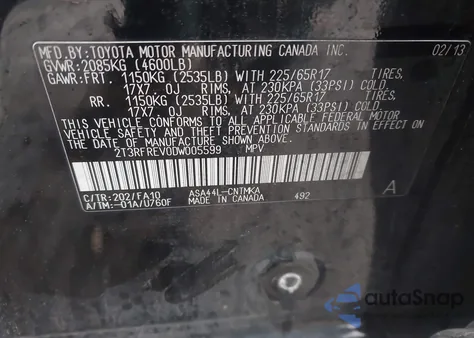 MFD.BY: TOYOTA MOTOR MANUFACTURING CANADA INC. 02/13
GVWR: 2085KG (4600LB)
GAWR: FRT. 1150KG (2535LB) WITH 225/65R17 TIRES,
17X7.0J RIMS, AT 230KPA (33PSI) COLD.
RR. 1150KG (2535LB) WITH 225/65R17 TIRES,
17X7.0J RIMS, AT 230KPA (33PSI) COLD.
THIS VEHICLE CONFORMS TO ALL APPLICABLE FEDERAL MOTOR
VEHICLE SAFETY AND THEFT PREVENTION STANDARDS IN EFFECT ON
THE DATE OF MANUFACTURE SHOWN ABOVE.
2T3RFREV0DW005599 MPV
C/TR: 202/FA10 ASA44L-CNTMKA A
A/TM: -01A/0760F MADE IN CANADA 492
autoSnap